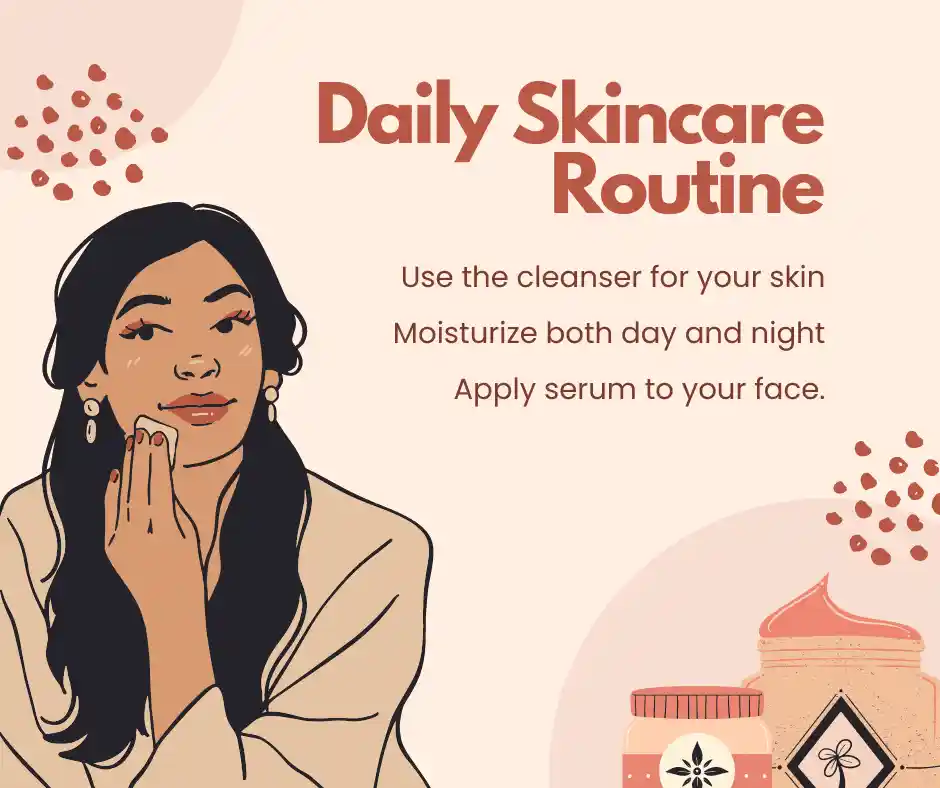 Daily Skincare
Routine
Use the cleanser for your skin
Moisturize both day and night
Apply serum to your face.